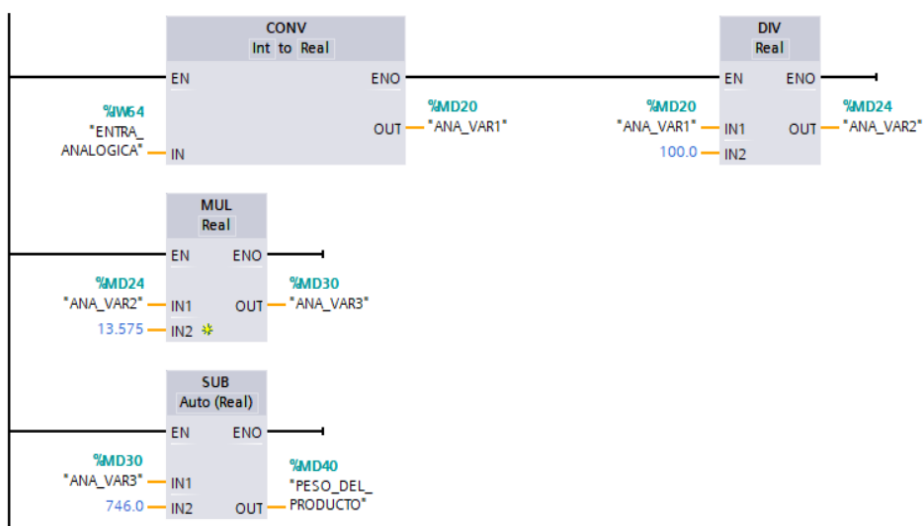 CONV
Int to Real
EN
ENO
%IW64
"ENTRA_
ANALOGICA"
IN
%MD20
OUT
"ANA_VAR1"
DIV
Real
EN
ENO
%MD20
"ANA_VAR1"
IN1
100.0
IN2
%MD24
OUT
"ANA_VAR2"
MUL
Real
EN
ENO
%MD24
"ANA_VAR2"
IN1
13.575
IN2
%MD30
OUT
"ANA_VAR3"
SUB
Auto (Real)
EN
ENO
%MD30
"ANA_VAR3"
IN1
746.0
IN2
%MD40
"PESO_DEL_
OUT
PRODUCTO"